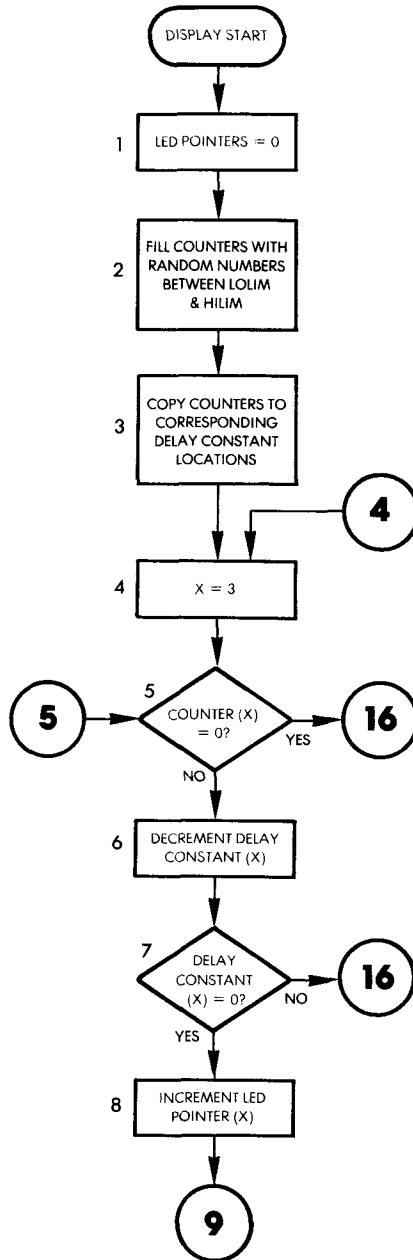 DISPLAY START
1
LED POINTERS = 0
2
FILL COUNTERS WITH
RANDOM NUMBERS
BETWEEN LOLIM
& HILIM
3
COPY COUNTERS TO
CORRESPONDING
DELAY CONSTANT
LOCATIONS
4
4
X = 3
5
5
COUNTER (X)
= 0?
16
YES
NO
6
DECREMENT DELAY
CONSTANT (X)
7
DELAY
CONSTANT
(X) = 0?
16
NO
YES
8
INCREMENT LED
POINTER (X)
9